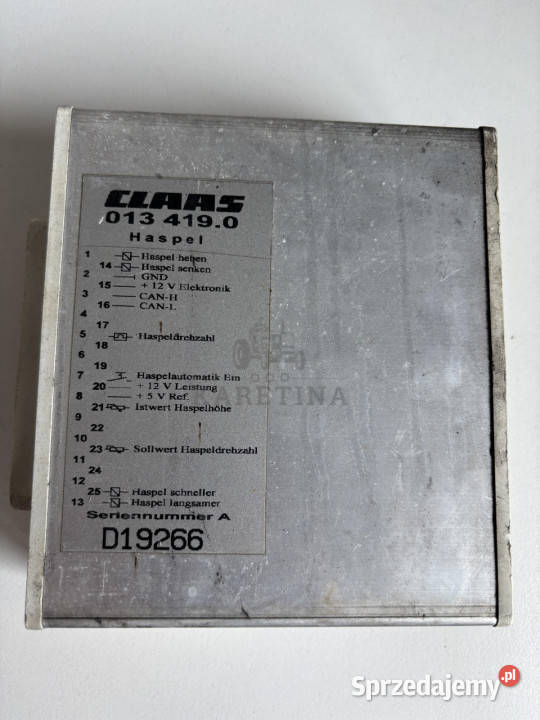 CLAAS
013 419.0
Haspel
1 Haspel heben
14 Haspel senken
2 GND
15 + 12 V Elektronik
3 CAN-H
16 CAN-L
4
17
5 Haspeldrehzahl
18
6
19
7 Haspelautomatik Ein
20 + 12 V Leistung
8 + 5 V Ref.
21 Istwert Haspelhöhe
9
22
10
23 Sollwert Haspeldrehzahl
11
24
12
25 Haspel schneller
13 Haspel langsamer
Seriennummer A
D19266
KARETINA
Sprzedajemy.pl